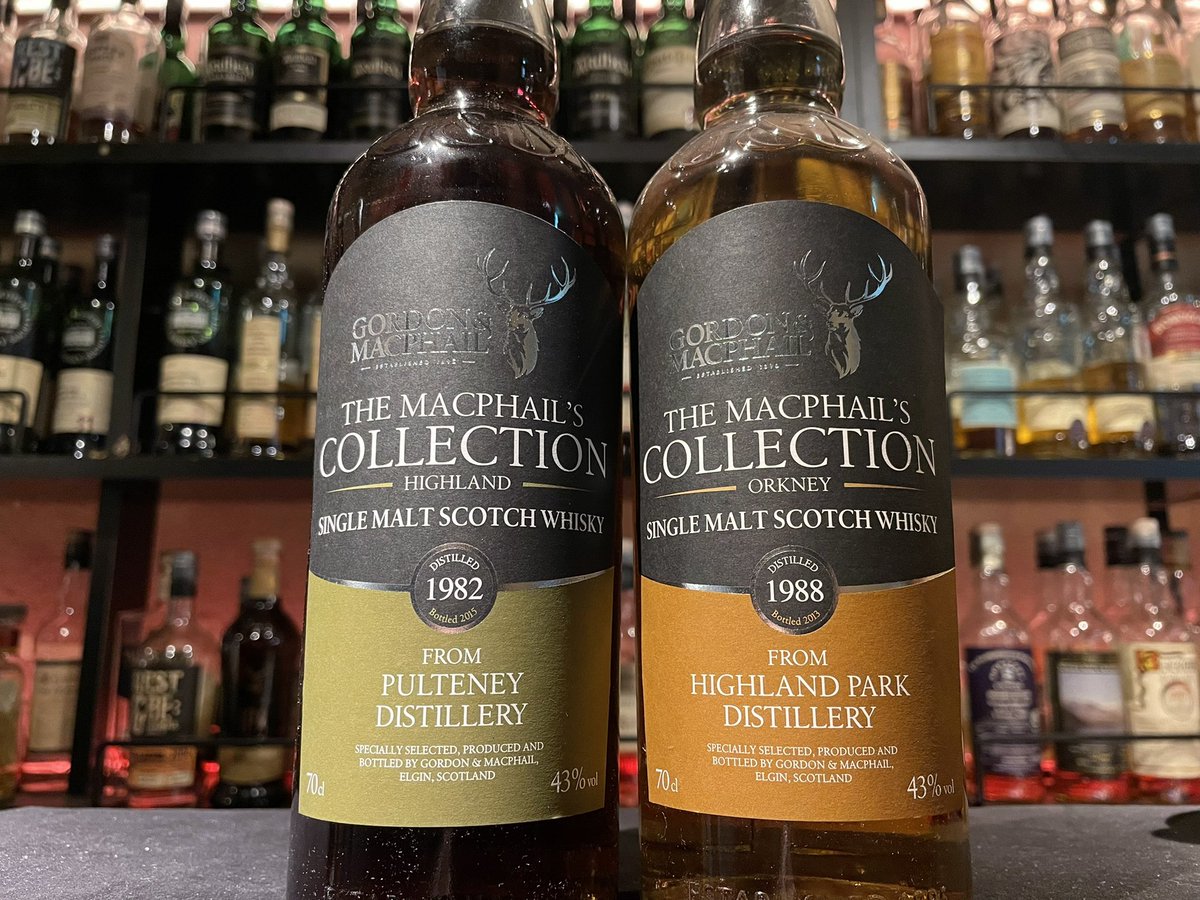 GORDON &
MACPHAIL
THE MACPHAIL'S
COLLECTION
HIGHLAND
SINGLE MALT SCOTCH WHISKY
DISTILLED
1982
Bottled 2015
FROM
PULTENEY
DISTILLERY
SPECIALLY SELECTED, PRODUCED AND
BOTTLED BY GORDON & MACPHAIL,
ELGIN, SCOTLAND
70cl
43% vol
GORDON &
MACPHAIL
THE MACPHAIL'S
COLLECTION
ORKNEY
SINGLE MALT SCOTCH WHISKY
DISTILLED
1988
Bottled 2013
FROM
HIGHLAND PARK
DISTILLERY
SPECIALLY SELECTED, PRODUCED AND
BOTTLED BY GORDON & MACPHAIL,
ELGIN, SCOTLAND
70cl
43% vol